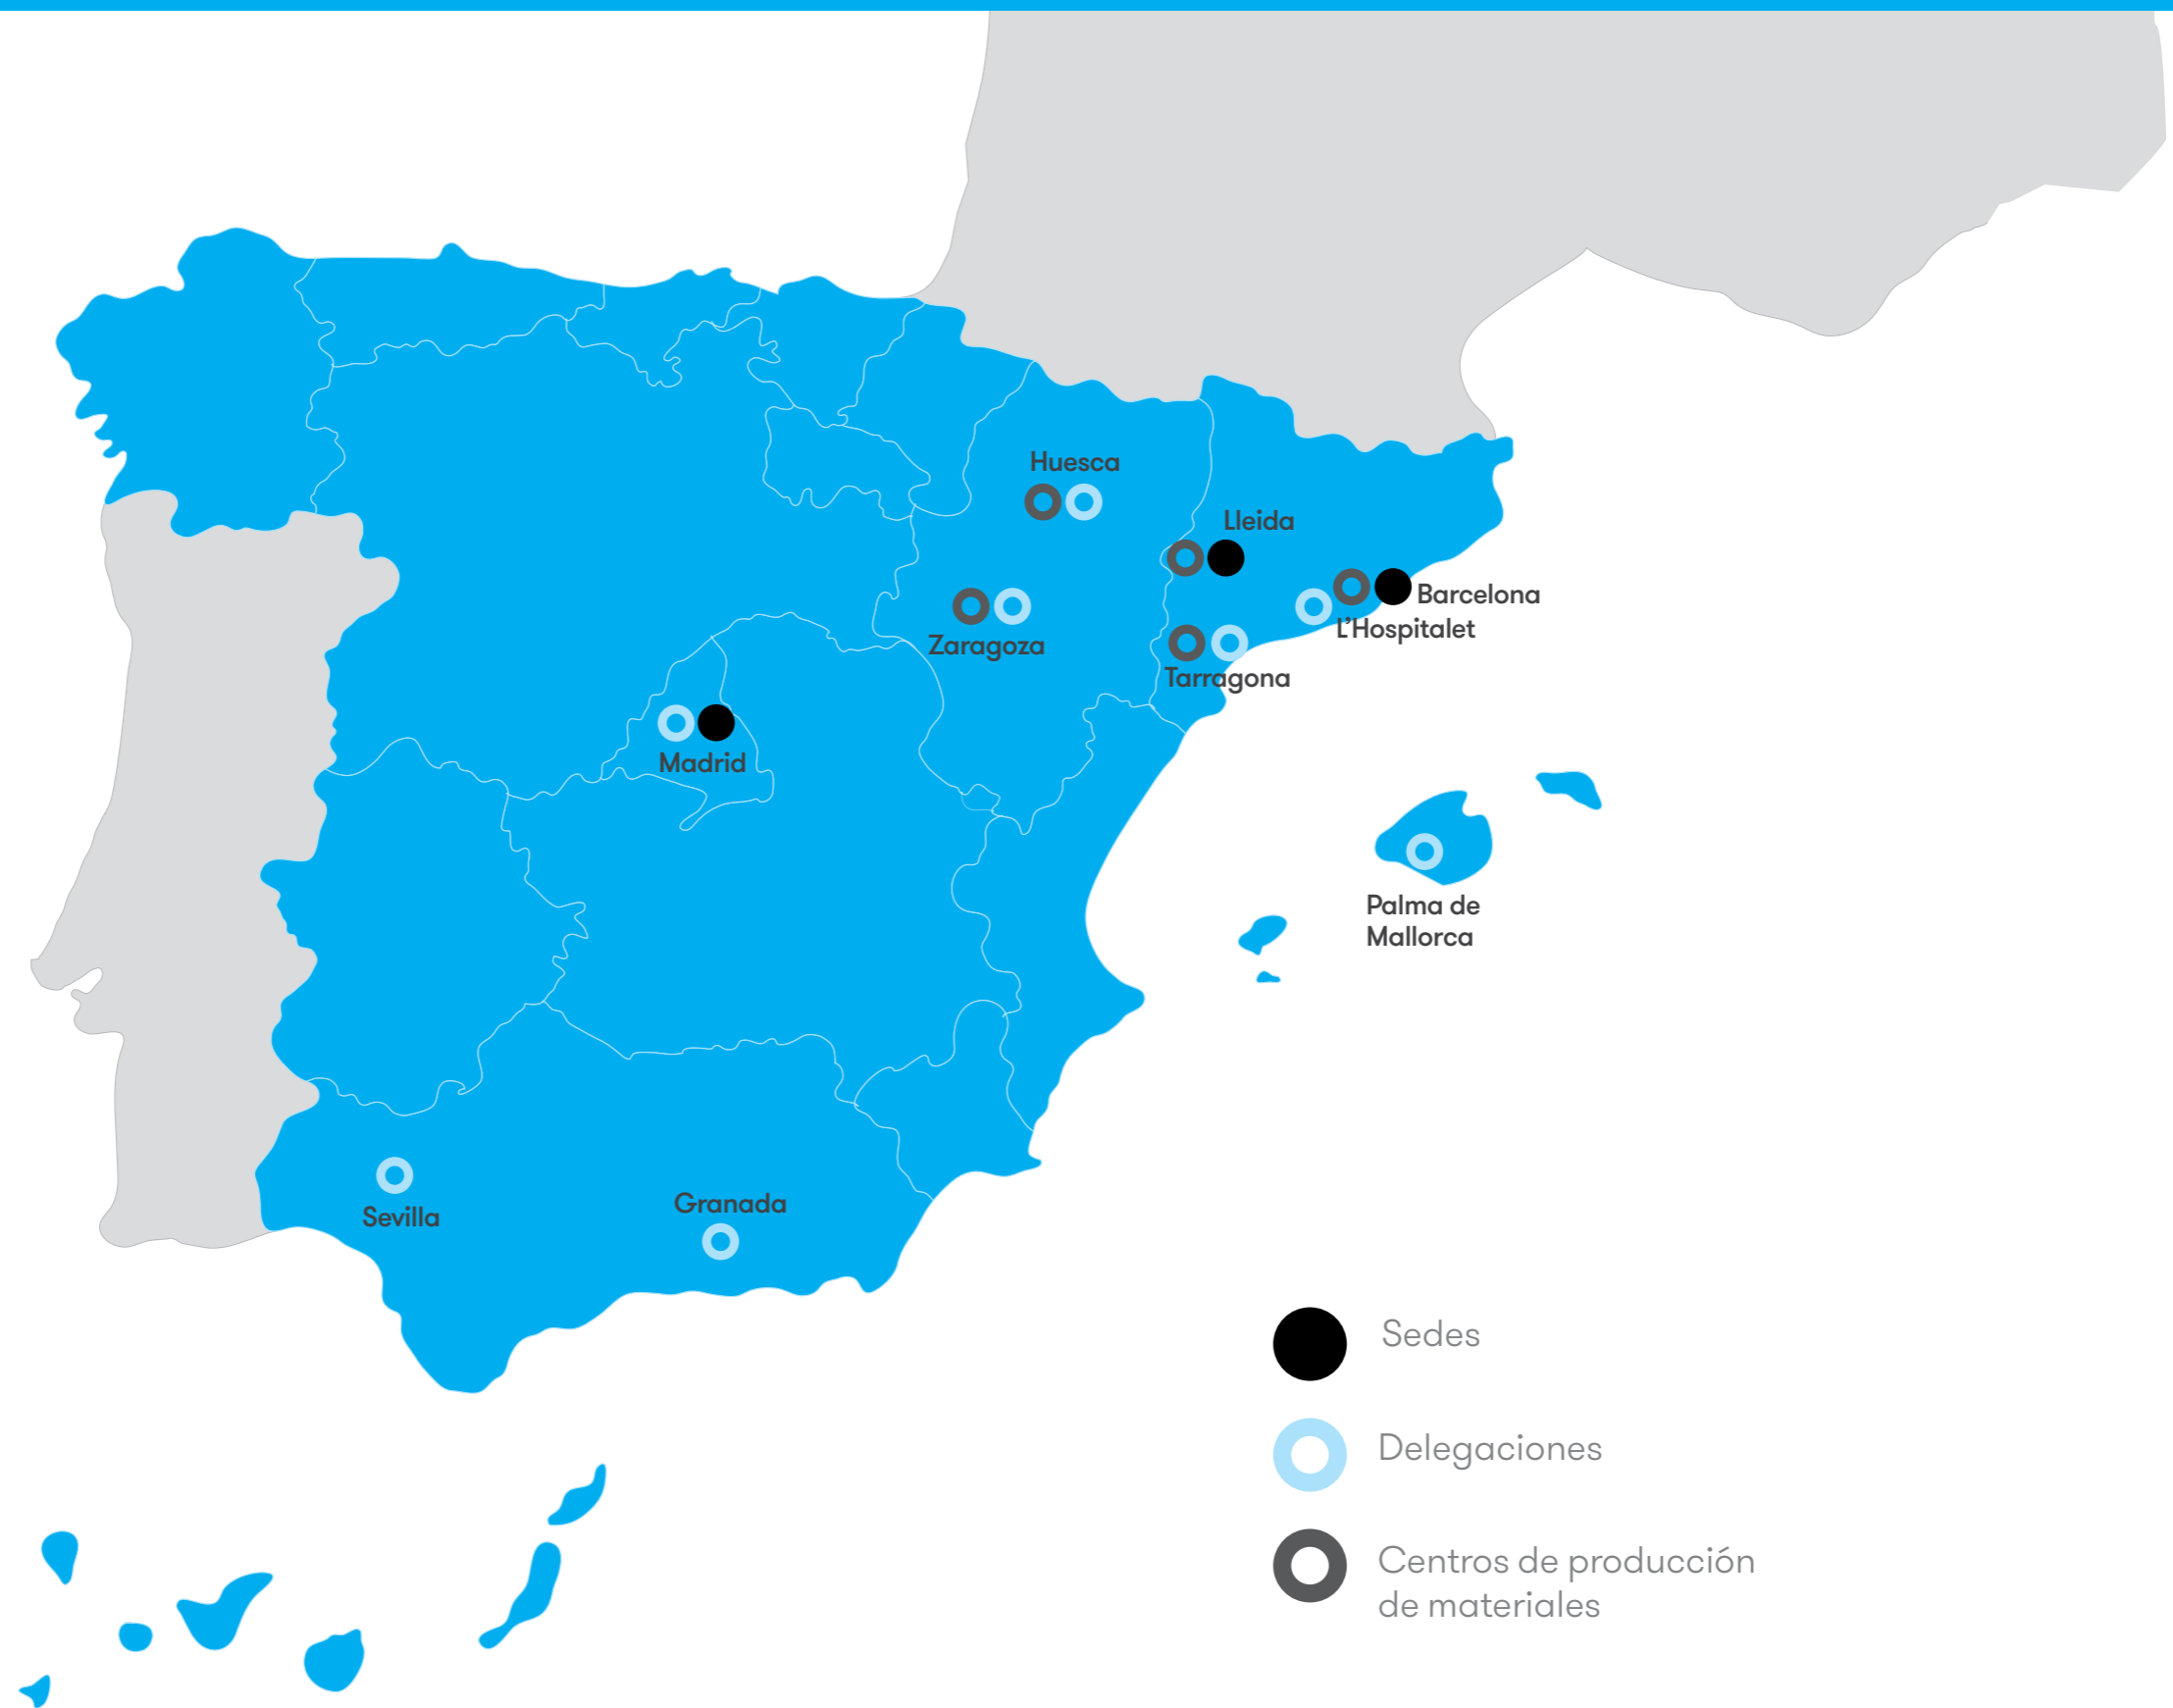 Huesca
Lleida
Barcelona
L'Hospitalet
Zaragoza
Tarragona
Madrid
Palma de
Mallorca
Sevilla
Granada
Sedes
Delegaciones
Centros de producción
de materiales